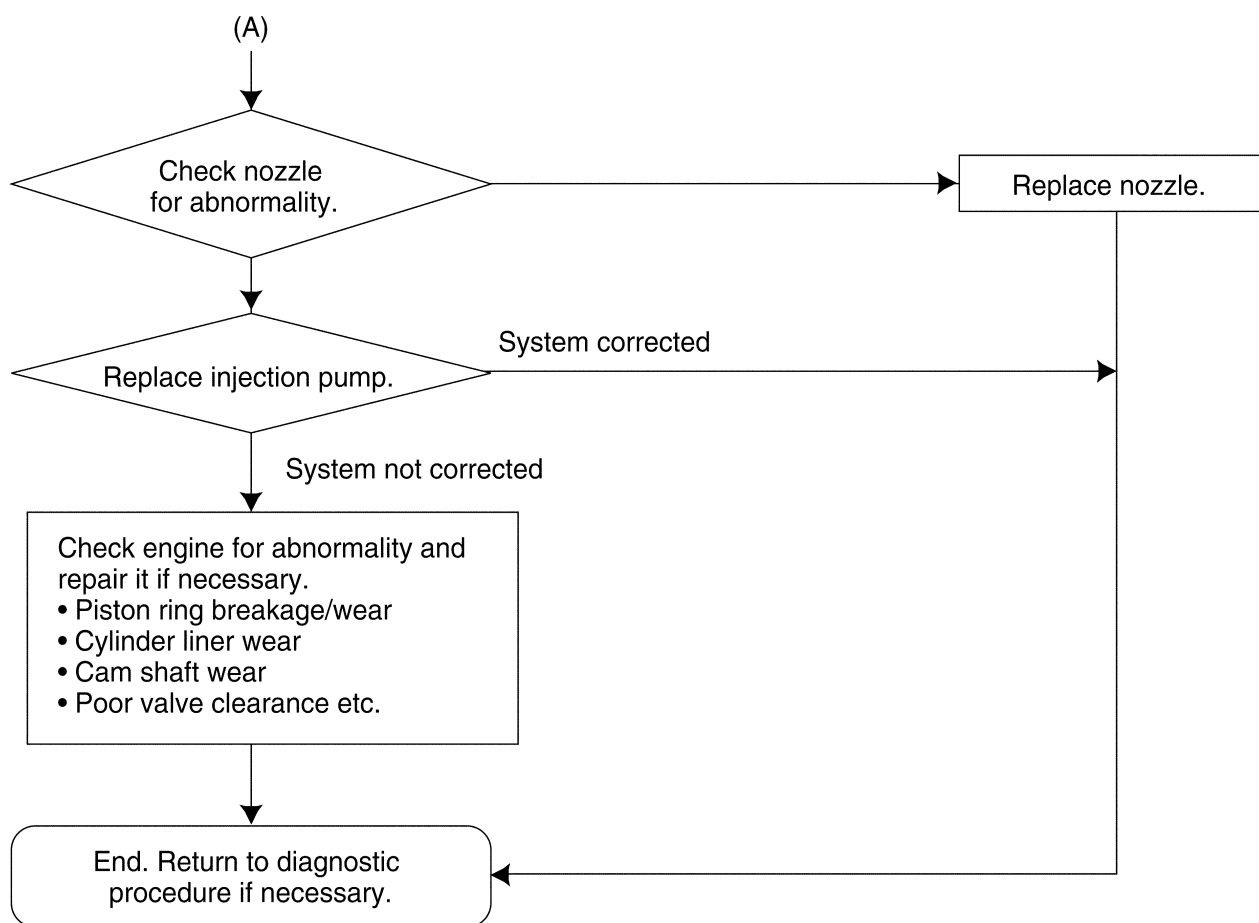 (A)
Check nozzle
for abnormality.
Replace nozzle.
System corrected
Replace injection pump.
System not corrected
Check engine for abnormality and
repair it if necessary.
• Piston ring breakage/wear
• Cylinder liner wear
• Cam shaft wear
• Poor valve clearance etc.
End. Return to diagnostic
procedure if necessary.